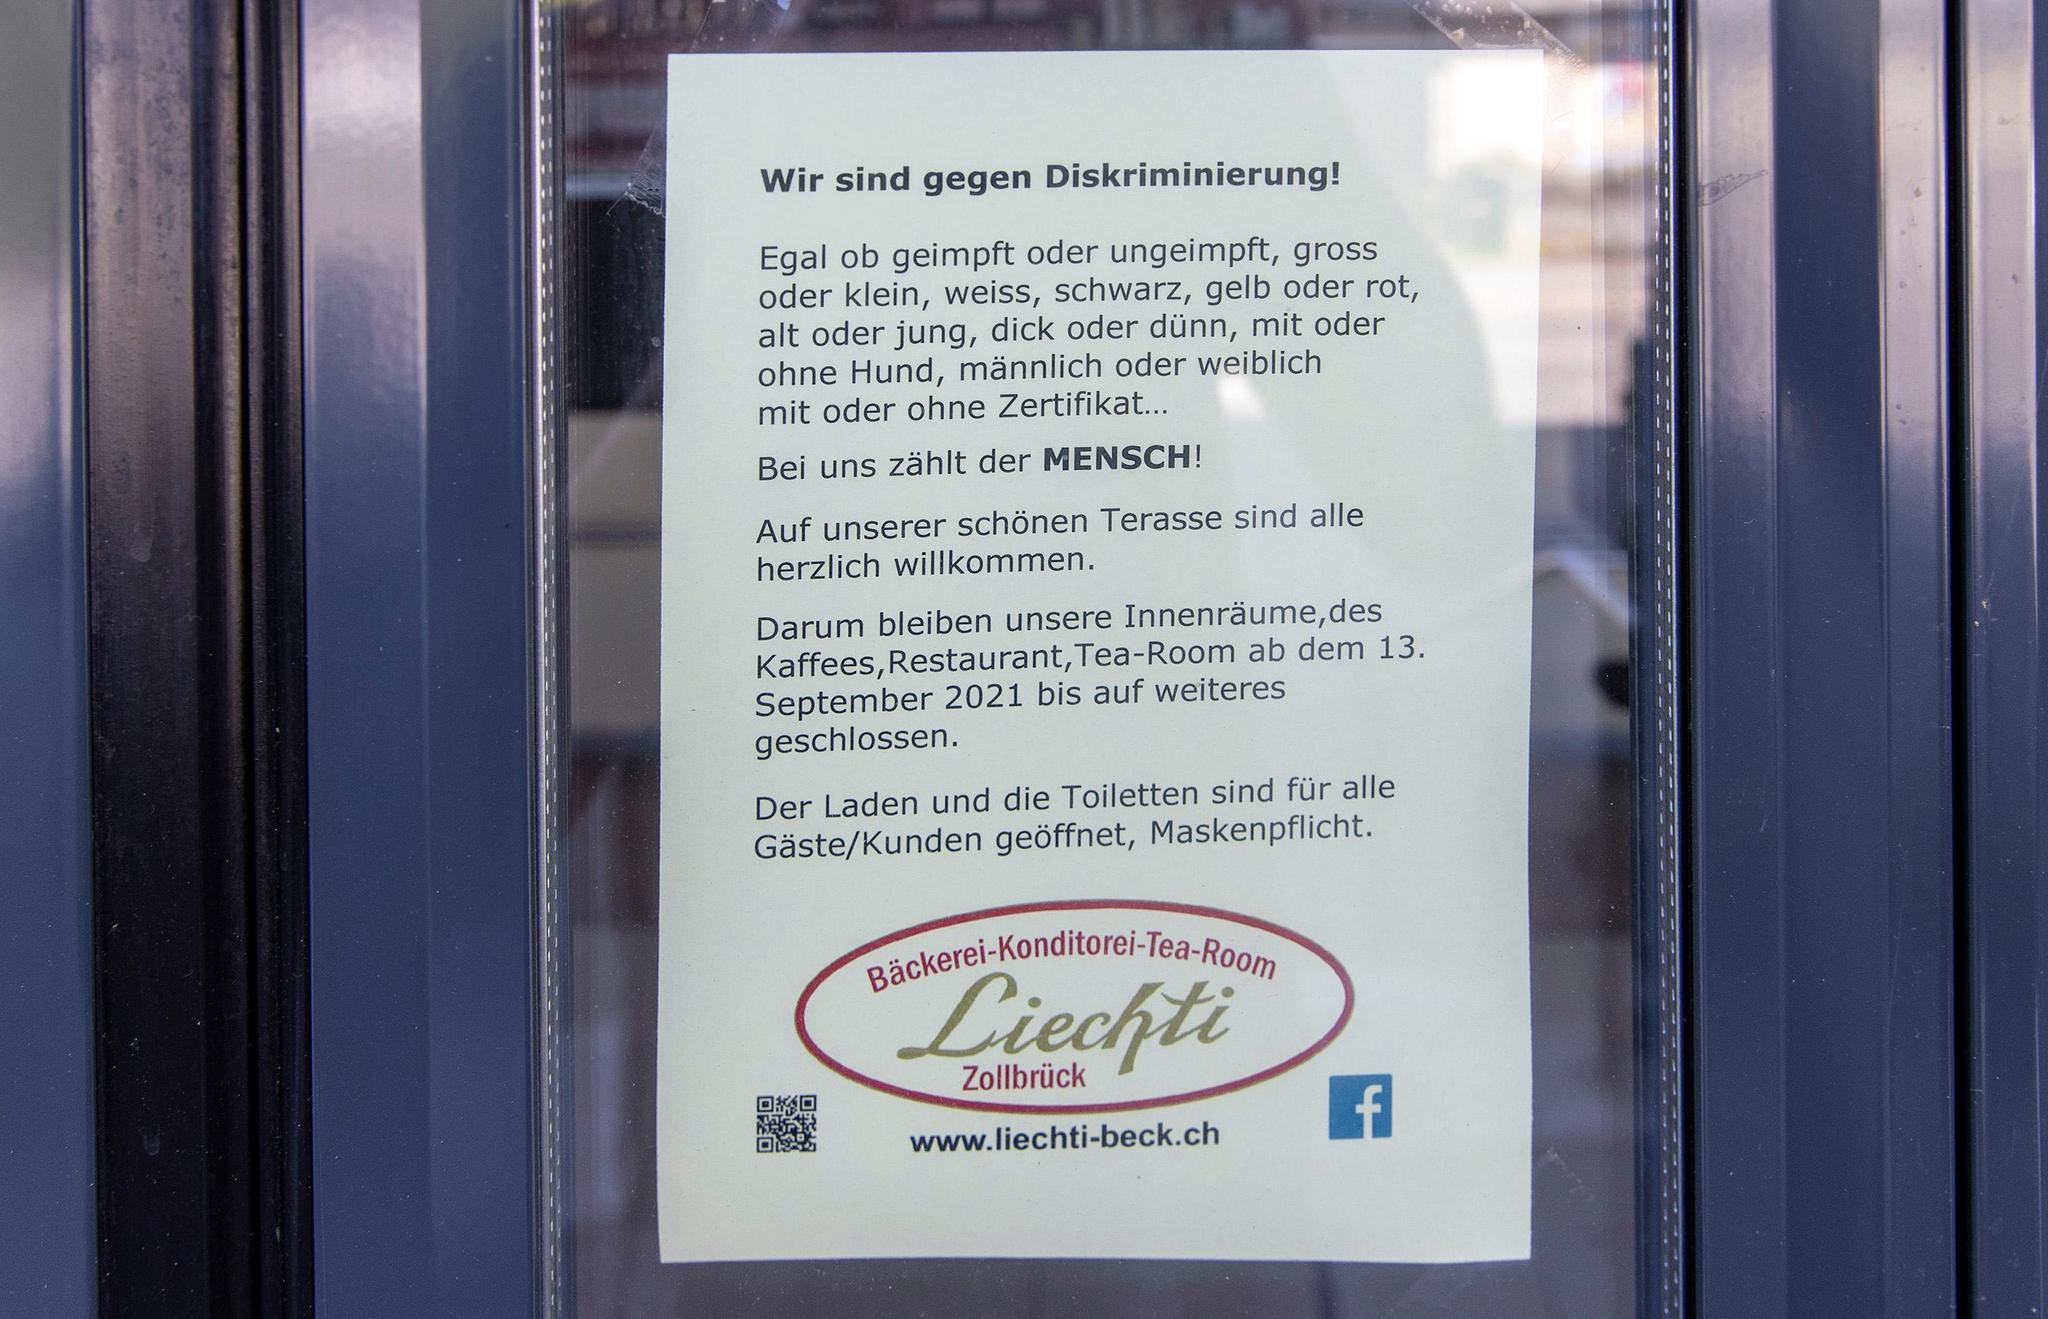 Wir sind gegen Diskriminierung!
Egal ob geimpft oder ungeimpft, gross
oder klein, weiss, schwarz, gelb oder rot,
alt oder jung, dick oder dünn, mit oder
ohne Hund, männlich oder weiblich
mit oder ohne Zertifikat...
Bei uns zählt der MENSCH!
Auf unserer schönen Terasse sind alle
herzlich willkommen.
Darum bleiben unsere Innenräume,des
Kaffees,Restaurant,Tea-Room ab dem 13.
September 2021 bis auf weiteres
geschlossen.
Der Laden und die Toiletten sind für alle
Gäste/Kunden geöffnet, Maskenpflicht.
Bäckerei-Konditorei-Tea-Room
Liechti
Zollbrück
www.liechti-beck.ch
f